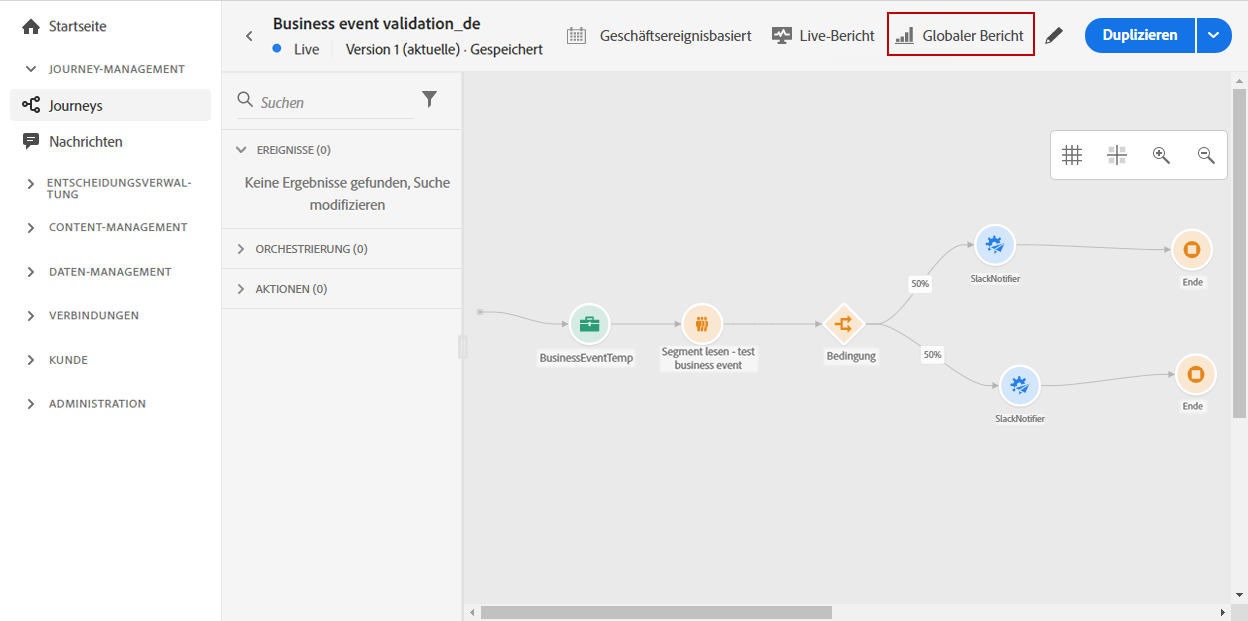 Startseite
JOURNEY-MANAGEMENT
Journeys
Nachrichten
ENTSCHEIDUNGSVERWAL-
TUNG
CONTENT-MANAGEMENT
DATEN-MANAGEMENT
VERBINDUNGEN
KUNDE
ADMINISTRATION
Business event validation_de
Live Version 1 (aktuelle) · Gespeichert
Geschäftsereignisbasiert
Live-Bericht
Globaler Bericht
Duplizieren
Suchen
EREIGNISSE (0)
Keine Ergebnisse gefunden, Suche
modifizieren
ORCHESTRIERUNG (0)
AKTIONEN (0)
BusinessEventTemp
Segment lesen - test
business event
Bedingung
50%
SlackNotifier
Ende
50%
SlackNotifier
Ende